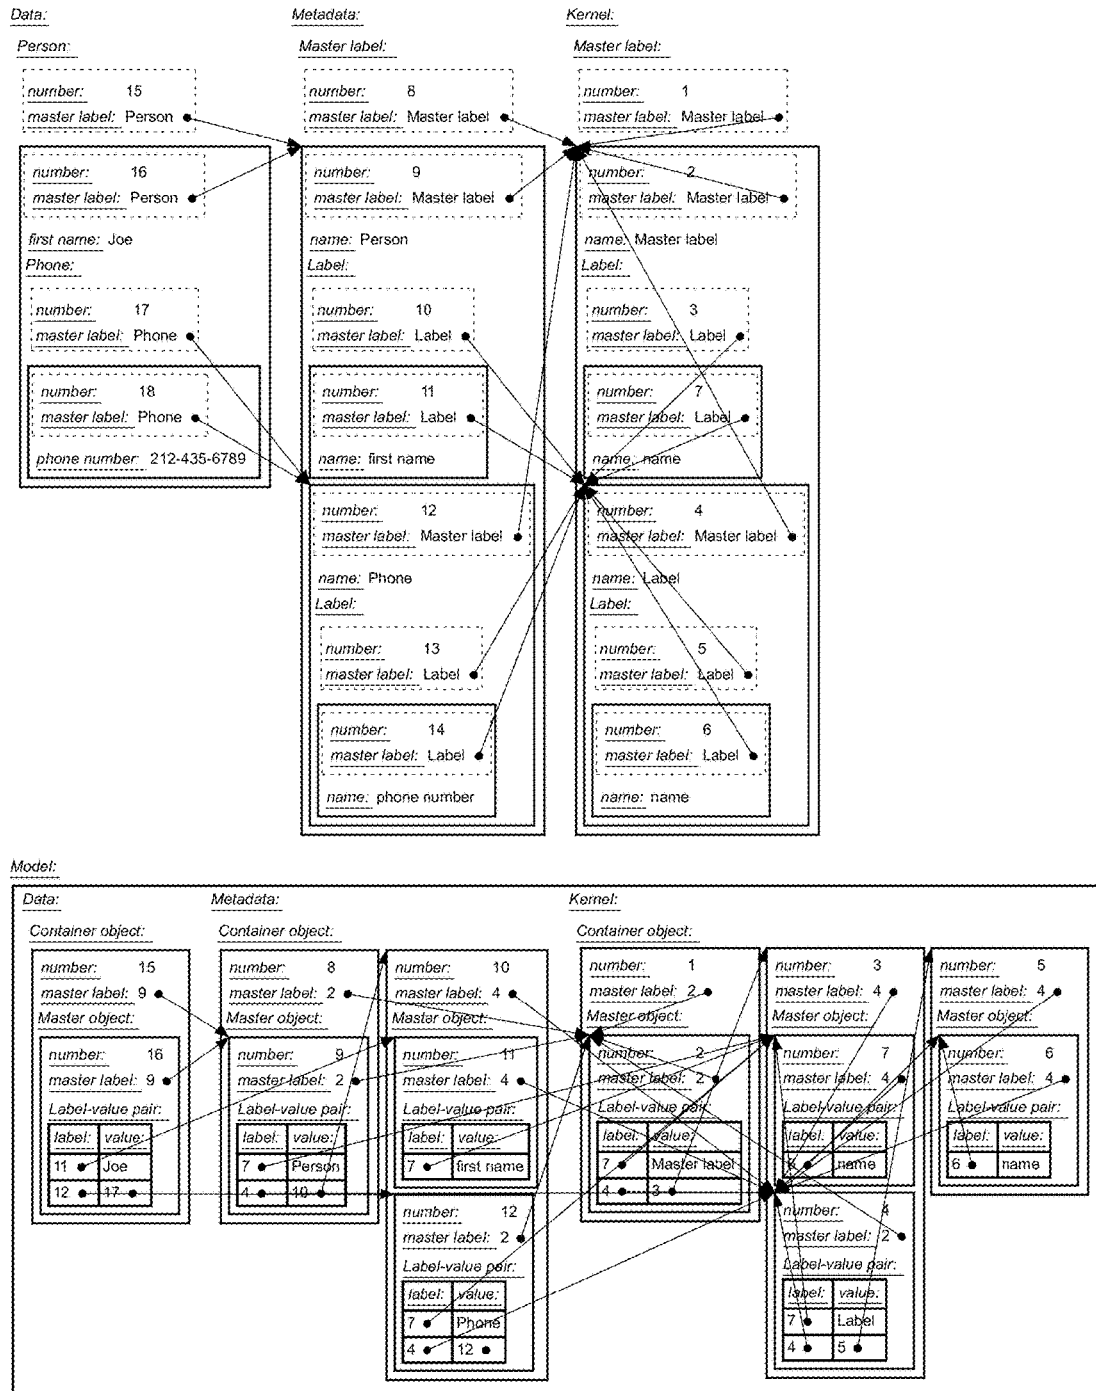 Data:
Person:
number: 15
master label: Person
number: 16
master label: Person
first name: Joe
Phone:
number: 17
master label: Phone
number: 18
master label: Phone
phone number: 212-435-6789
Metadata:
Master label:
number: 8
master label: Master label
number: 9
master label: Master label
name: Person
Label:
number: 10
master label: Label
number: 11
master label: Label
name: first name
number: 12
master label: Master label
name: Phone
Label:
number: 13
master label: Label
number: 14
master label: Label
name: phone number
Kernel:
Master label:
number: 1
master label: Master label
number: 2
master label: Master label
name: Master label
Label:
number: 3
master label: Label
number: 7
master label: Label
name: name
number: 4
master label: Master label
name: Label
Label:
number: 5
master label: Label
number: 6
master label: Label
name: name
Model:
Data:
Container object:
number: 15
master label: 9
Master object:
number: 16
master label: 9
Label-value pair:
label: value:
11 Joe
12 17
Metadata:
Container object:
number: 8
master label: 2
Master object:
number: 9
master label: 2
Label-value pair:
label: value:
7 Person
4 10
number: 10
master label: 4
Master object:
number: 11
master label: 4
Label-value pair:
label: value:
7 first name
number: 12
master label: 2
Label-value pair:
label: value:
7 Phone
4 12
Kernel:
Container object:
number: 1
master label: 2
Master object:
number: 2
master label: 2
Label-value pair:
label: value:
7 Master label
4 3
number: 3
master label: 4
Master object:
number: 7
master label: 4
Label-value pair:
label: value:
name
number: 4
master label: 2
Label-value pair:
label: value:
7 Label
4 5
number: 5
master label: 4
Master object:
number: 6
master label: 4
Label-value pair:
label: value:
6 name